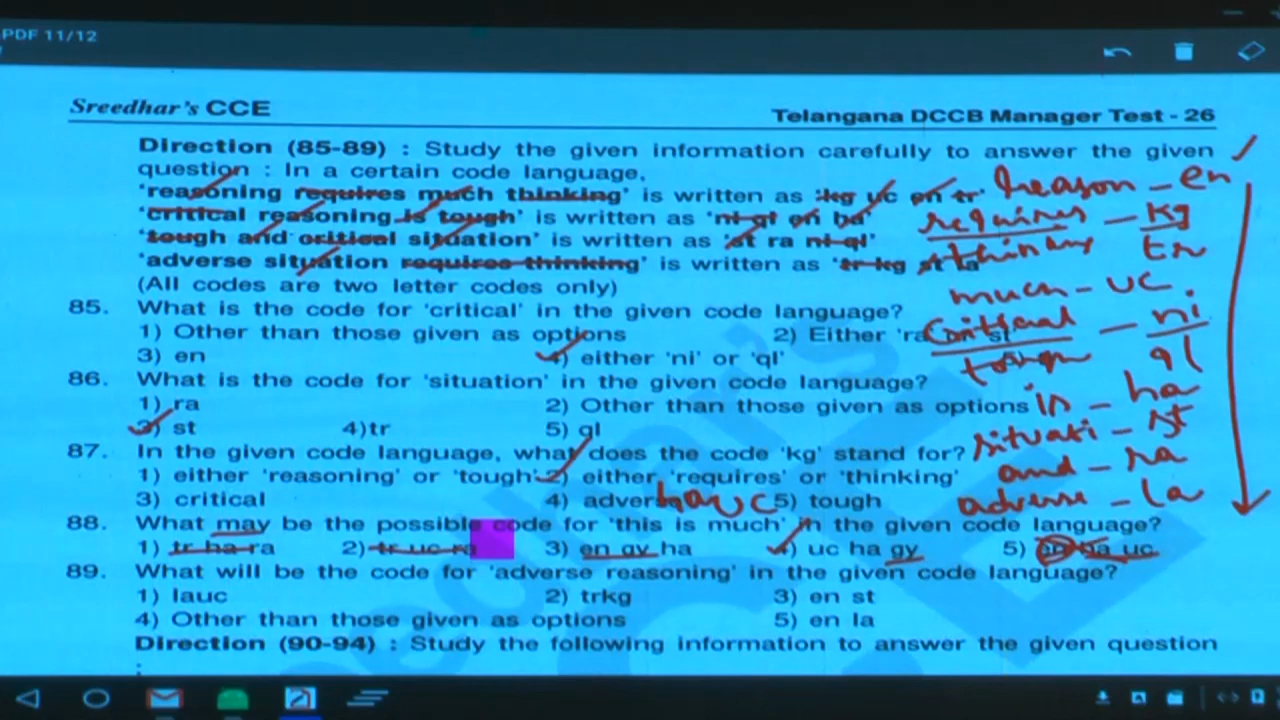 PDF 11/12
Sreedhar's CCE
Telangana DCCB Manager Test - 26
Direction (85-89) : Study the given information carefully to answer the given
question : In a certain code language,
'reasoning requires much thinking' is written as 'kg uc en tr'
'critical reasoning is tough' is written as 'ni ql en ba'
'tough and critical situation' is written as 'st ra ni ql'
'adverse situation requires thinking' is written as 'tr kg st la'
(All codes are two letter codes only)
85. What is the code for 'critical' in the given code language?
1) Other than those given as options 2) Either 'ra st
3) en 4) either 'ni' or 'ql'
86. What is the code for 'situation' in the given code language?
1) ra 2) Other than those given as options
3) st 4)tr 5) ql
87. In the given code language, what does the code 'kg' stand for?
1) either 'reasoning' or 'tough' 2) either 'requires' or 'thinking'
3) critical 4) adver 5) tough
88. What may be the possible code for 'this is much' in the given code language?
1) tr ha ra 2) tr uc ra 3) en gy ha 4) uc ha gy 5) en ha uc
89. What will be the code for 'adverse reasoning' in the given code language?
1) lauc 2) trkg 3) en st
4) Other than those given as options 5) en la
Direction (90-94) : Study the following information to answer the given question
:
reason - en
requires - kg
thinking tr
much - uc
critical - ni
tough ql
is - ha
situati - st
and - ra
adverse - la
ha uc